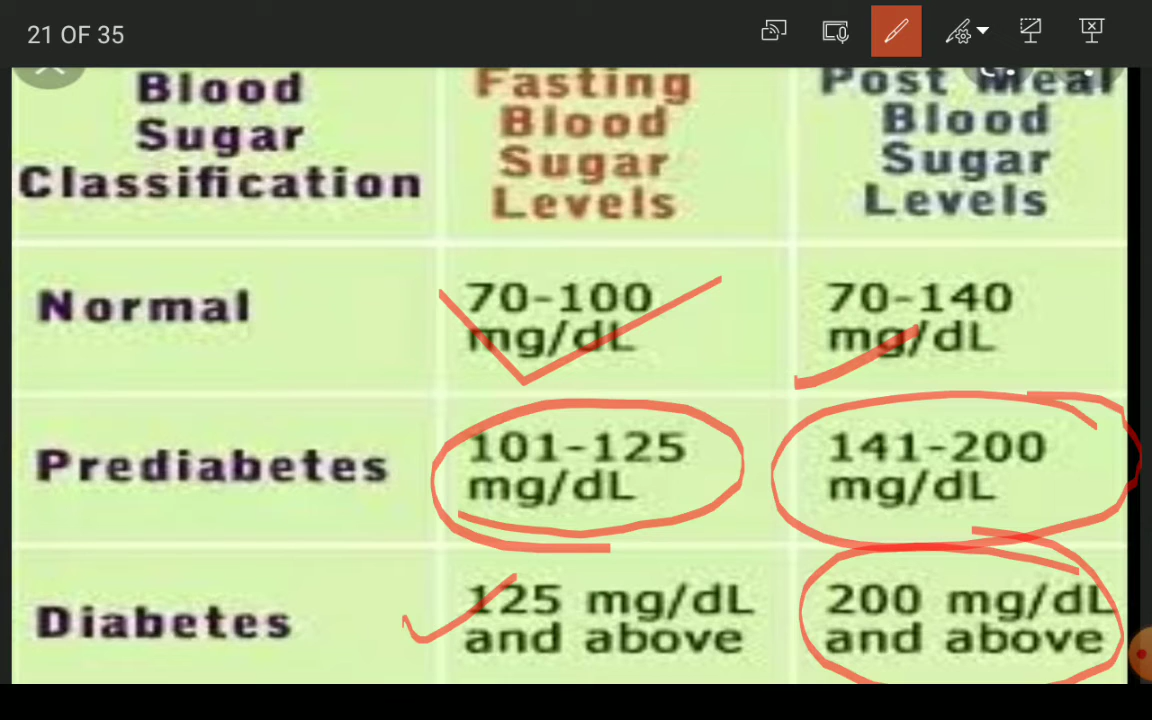 21 OF 35
Blood
Sugar
Classification
Fasting
Blood
Sugar
Levels
Post Meal
Blood
Sugar
Levels
Normal
70-100
mg/dL
70-140
mg/dL
Prediabetes
101-125
mg/dL
141-200
mg/dL
Diabetes
125 mg/dL
and above
200 mg/dL
and above